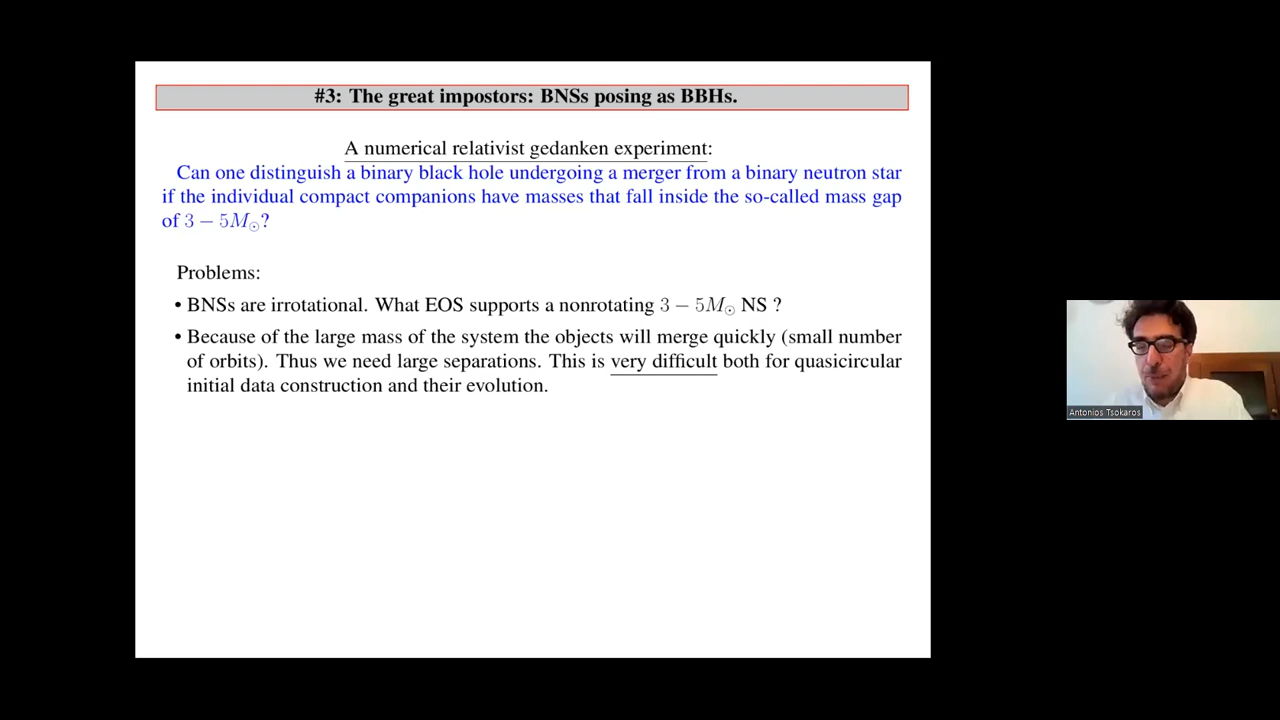 #3: The great impostors: BNSs posing as BBHs.
A numerical relativist gedanken experiment:
Can one distinguish a binary black hole undergoing a merger from a binary neutron star
if the individual compact companions have masses that fall inside the so-called mass gap
of 3 − 5M⊙?
Problems:
• BNSs are irrotational. What EOS supports a nonrotating 3 − 5M⊙ NS ?
• Because of the large mass of the system the objects will merge quickly (small number
of orbits). Thus we need large separations. This is very difficult both for quasicircular
initial data construction and their evolution.
Antonios Tsokaros